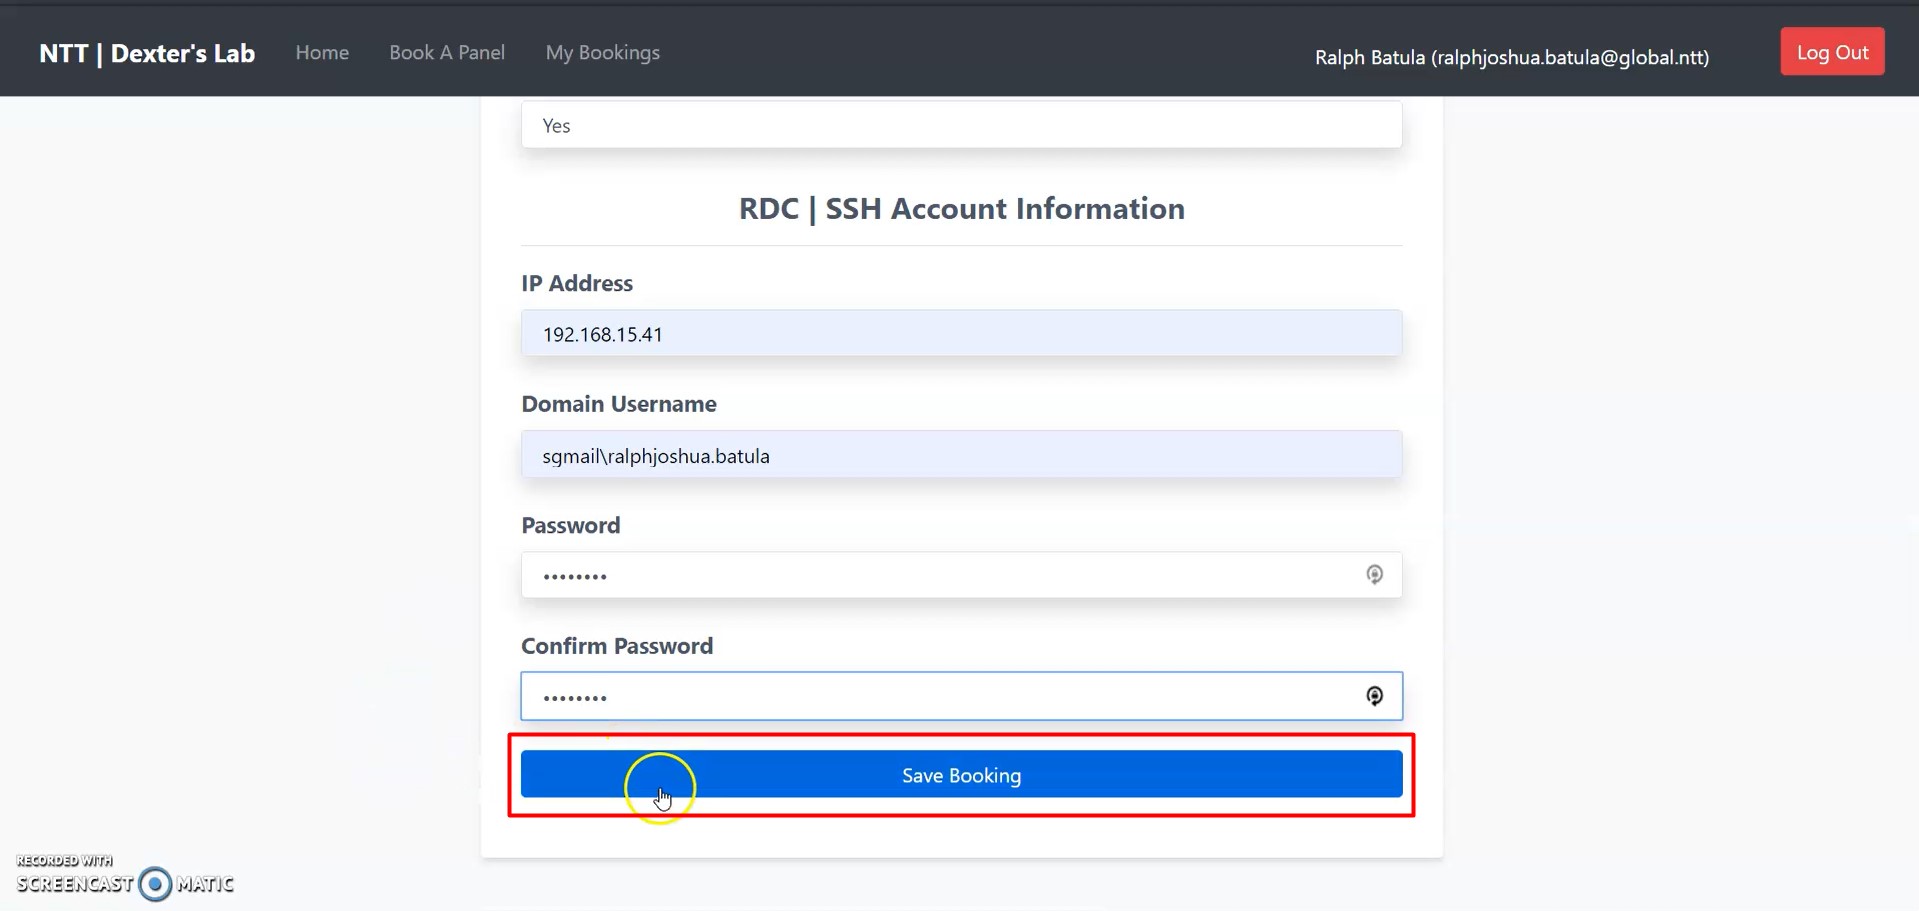 NTT | Dexter's Lab Home Book A Panel My Bookings Ralph Batula (ralphjoshua.batula@global.ntt) Log Out
Yes
RDC | SSH Account Information
IP Address
192.168.15.41
Domain Username
sgmail\ralphjoshua.batula
Password
••••••••
Confirm Password
••••••••
Save Booking
RECORDED WITH
SCREENCAST MATIC